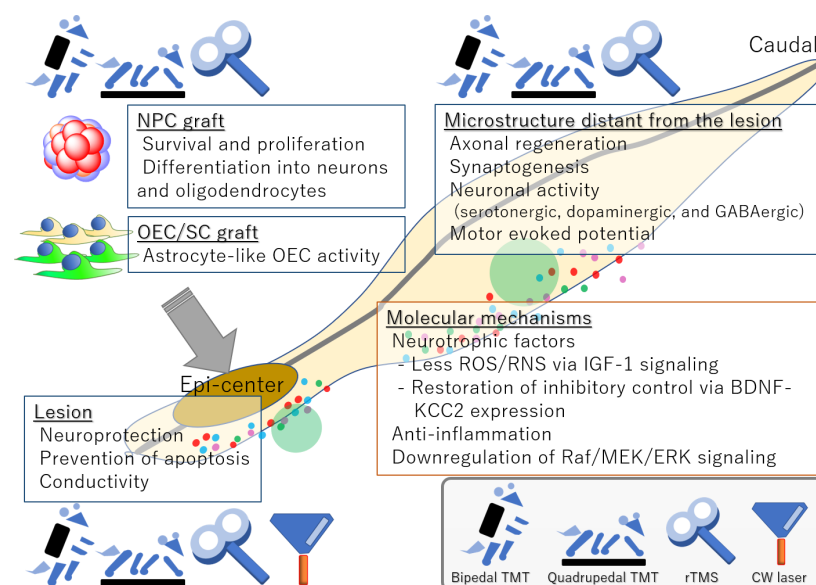 Caudal
NPC graft
Survival and proliferation
Differentiation into neurons
and oligodendrocytes
OEC/SC graft
Astrocyte-like OEC activity
Microstructure distant from the lesion
Axonal regeneration
Synaptogenesis
Neuronal activity
(serotonergic, dopaminergic, and GABAergic)
Motor evoked potential
Epi-center
Lesion
Neuroprotection
Prevention of apoptosis
Conductivity
Molecular mechanisms
Neurotrophic factors
- Less ROS/RNS via IGF-1 signaling
- Restoration of inhibitory control via BDNF-
KCC2 expression
Anti-inflammation
Downregulation of Raf/MEK/ERK signaling
Bipedal TMT
Quadrupedal TMT
rTMS
CW laser